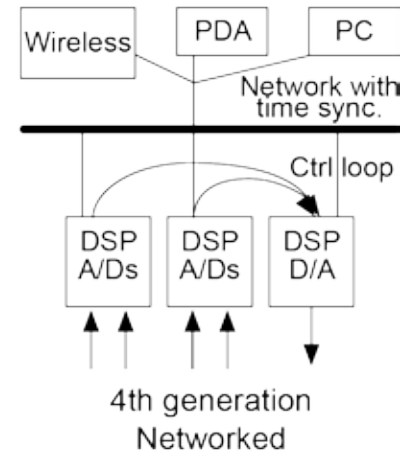 Wireless
PDA
PC
Network with
time sync.
Ctrl loop
DSP
A/Ds
DSP
A/Ds
DSP
D/A
4th generation
Networked